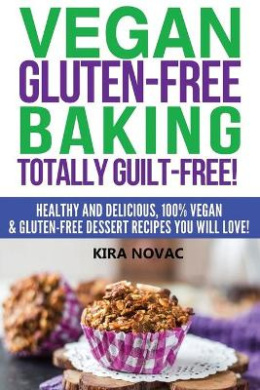 VEGAN
GLUTEN-FREE
BAKING
TOTALLY GUILT-FREE!
HEALTHY AND DELICIOUS, 100% VEGAN
& GLUTEN-FREE DESSERT RECIPES YOU WILL LOVE!
KIRA NOVAC